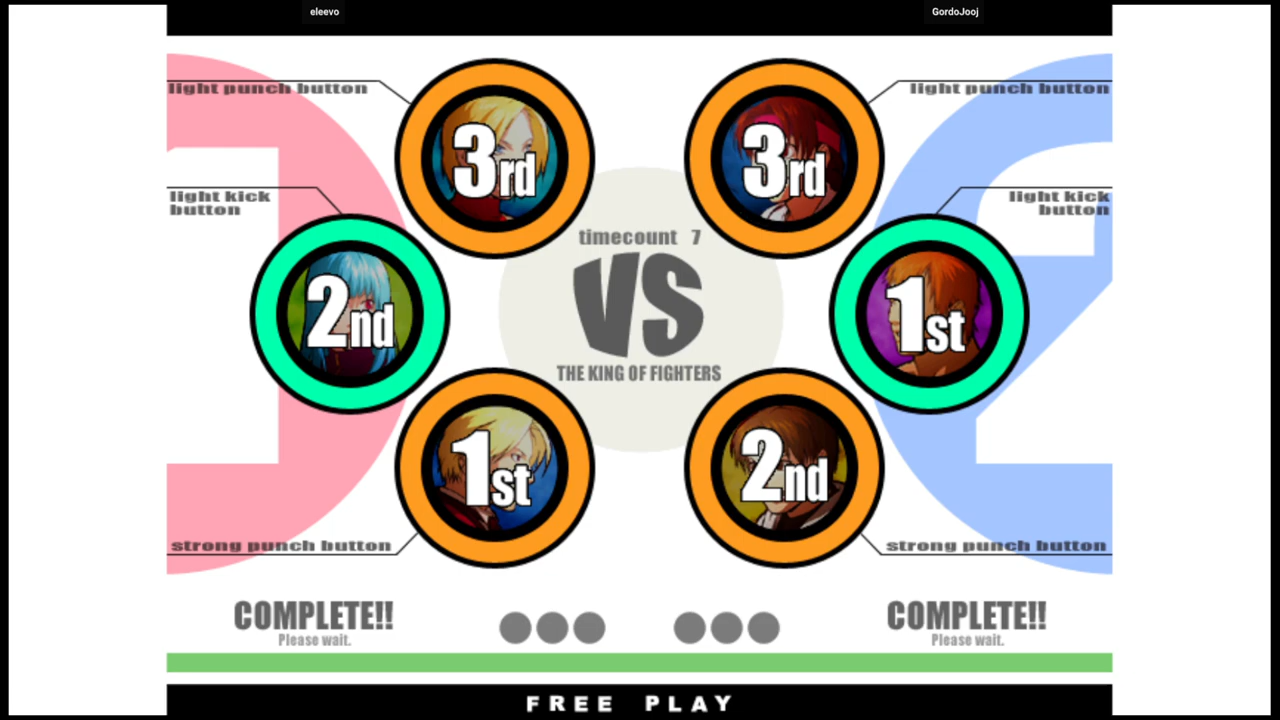 eleevo
GordoJooj
light punch button
3rd
3rd
light punch button
light kick
button
light kick
button
timecount 7
2nd
VS
1st
THE KING OF FIGHTERS
1st
2nd
strong punch button
strong punch button
COMPLETE!!
Please wait.
COMPLETE!!
Please wait.
FREE PLAY
1
2